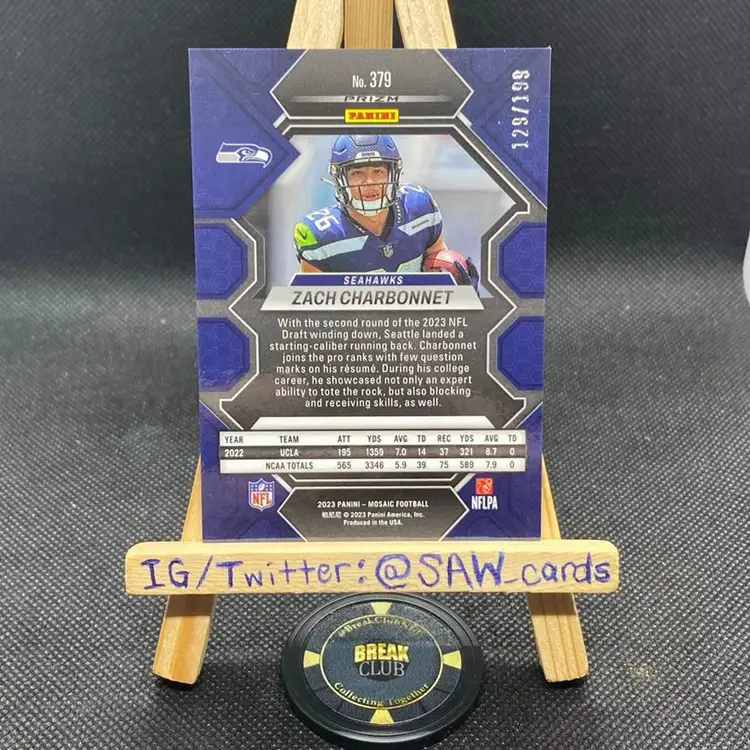 No. 379
PRIZM
PANINI
129/199
26
SEAHAWKS
ZACH CHARBONNET
With the second round of the 2023 NFL
Draft winding down, Seattle landed a
starting-caliber running back. Charbonnet
joins the pro ranks with few question
marks on his résumé. During his college
career, he showcased not only an expert
ability to tote the rock, but also blocking
and receiving skills, as well.
YEAR TEAM ATT YDS AVG TD REC YDS AVG TD
2022 UCLA 195 1359 7.0 14 37 321 8.7 0
NCAA TOTALS 565 3346 5.9 39 75 589 7.9 0
NFL
2023 PANINI – MOSAIC FOOTBALL
帕尼尼 © 2023 Panini America, Inc.
Produced in the USA.
NFLPA
IG/Twitter: @SAW_cards
BREAK
CLUB
Collecting Together